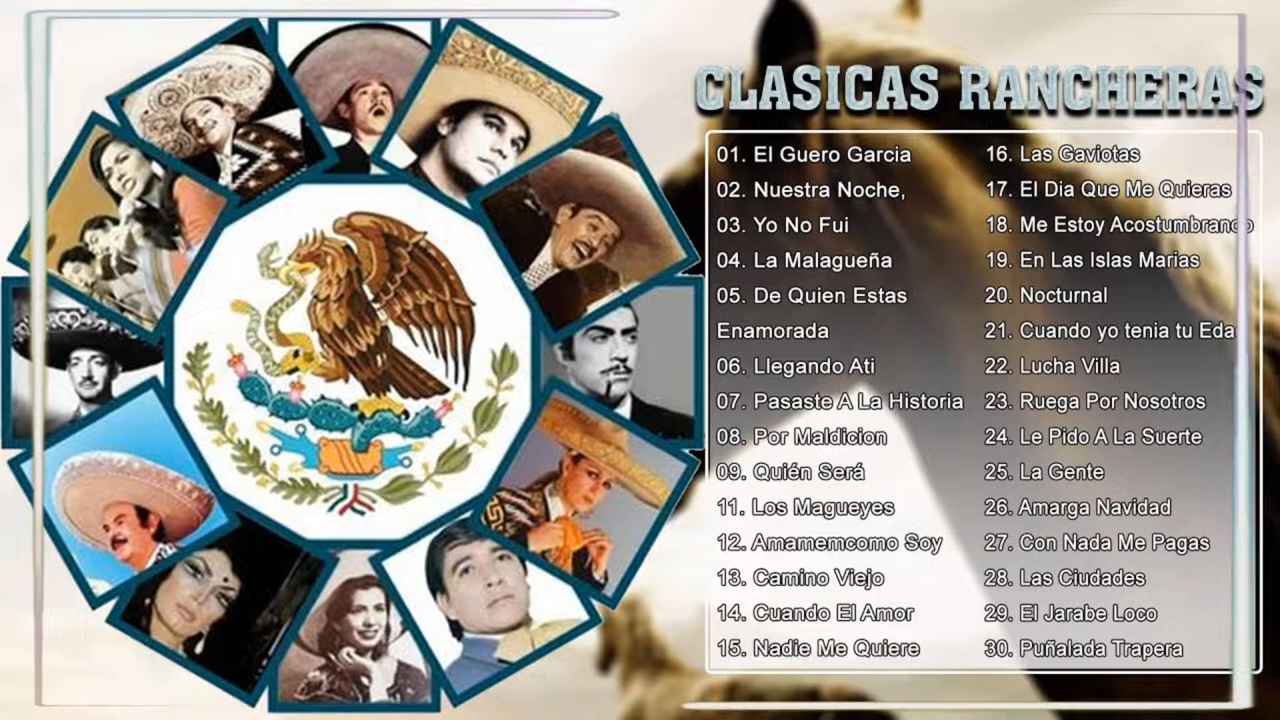 CLASICAS RANCHERAS
01. El Guero Garcia
02. Nuestra Noche,
03. Yo No Fui
04. La Malagueña
05. De Quien Estas
Enamorada
06. Llegando Ati
07. Pasaste A La Historia
08. Por Maldicion
09. Quién Será
11. Los Magueyes
12. Amamemcomo Soy
13. Camino Viejo
14. Cuando El Amor
15. Nadie Me Quiere
16. Las Gaviotas
17. El Dia Que Me Quieras
18. Me Estoy Acostumbrando
19. En Las Islas Marias
20. Nocturnal
21. Cuando yo tenia tu Eda
22. Lucha Villa
23. Ruega Por Nosotros
24. Le Pido A La Suerte
25. La Gente
26. Amarga Navidad
27. Con Nada Me Pagas
28. Las Ciudades
29. El Jarabe Loco
30. Puñalada Trapera